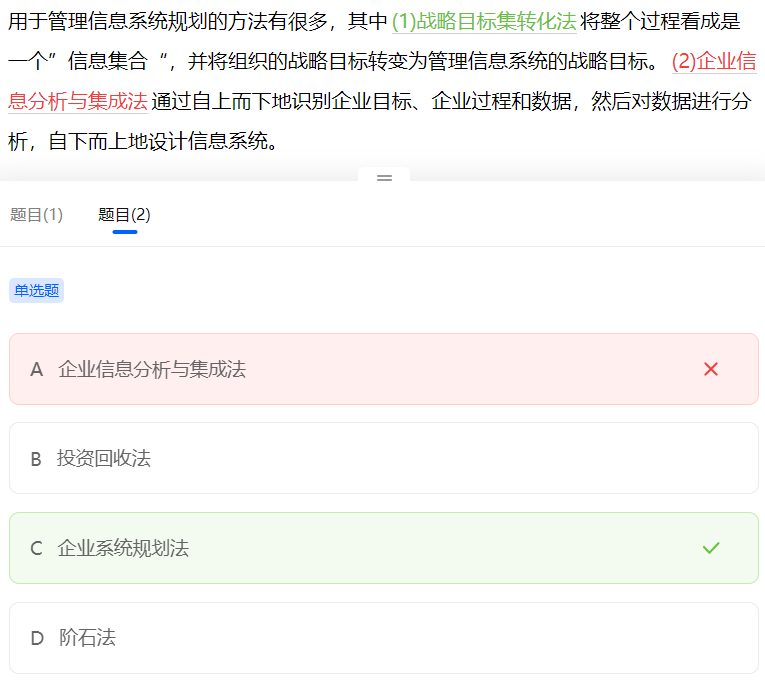 用于管理信息系统规划的方法有很多，其中 (1)战略目标集转化法 将整个过程看成是
一个”信息集合“，并将组织的战略目标转变为管理信息系统的战略目标。 (2)企业信
息分析与集成法 通过自上而下地识别企业目标、企业过程和数据，然后对数据进行分
析，自下而上地设计信息系统。
题目(1) 题目(2)
单选题
A 企业信息分析与集成法
B 投资回收法
C 企业系统规划法
D 阶石法